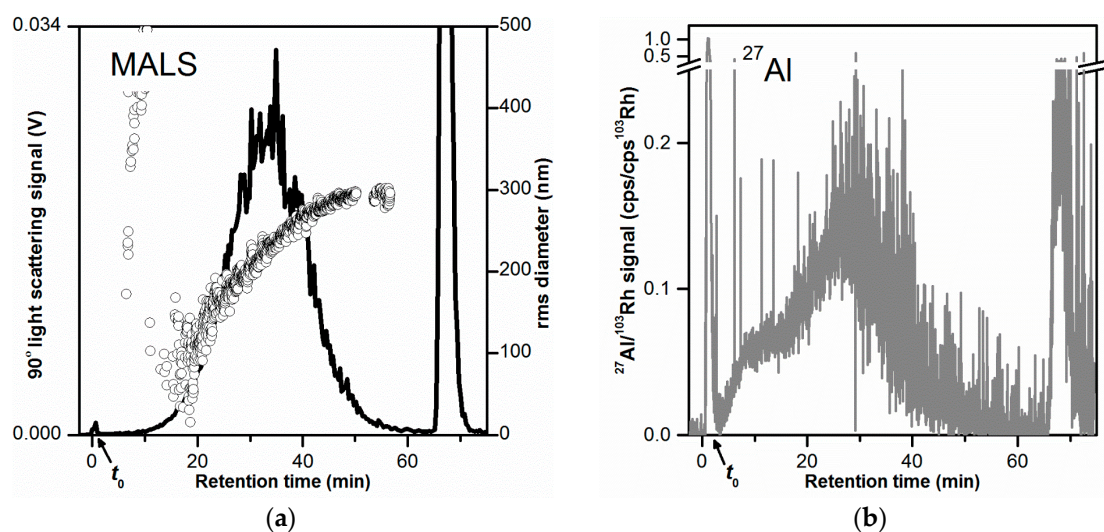 0.034
500
MALS
400
300
200
100
0
90° light scattering signal (V)
rms diameter (nm)
0.000
0
20
40
60
t0
Retention time (min)
(a)
1.0
0.5
27Al
0.2
0.1
0.0
27Al/103Rh signal (cps/cps103Rh)
0
20
40
60
t0
Retention time (min)
(b)